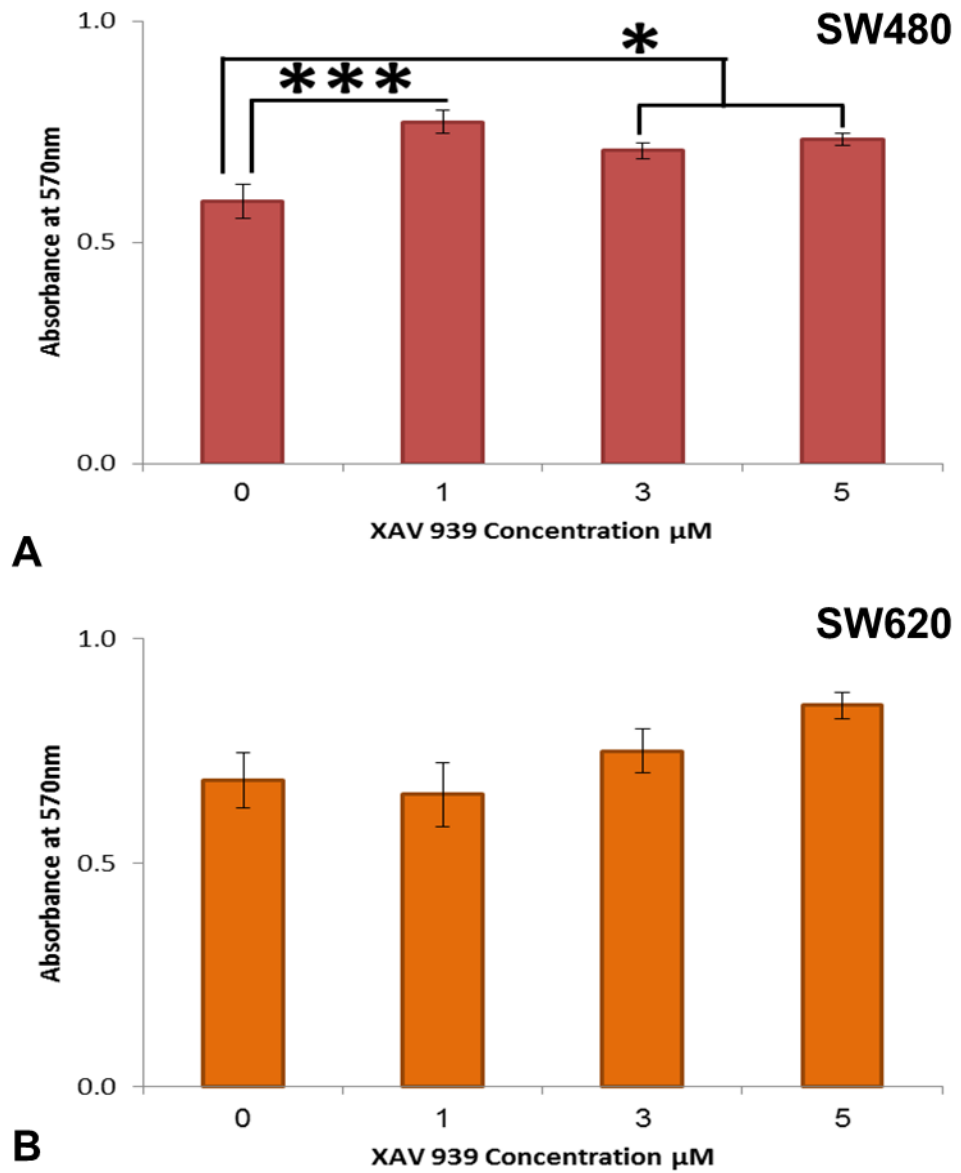 SW480
*
***
1.0
0.5
0.0
Absorbance at 570nm
0 1 3 5
XAV 939 Concentration µM
A
SW620
1.0
0.5
0.0
Absorbance at 570nm
0 1 3 5
XAV 939 Concentration µM
B